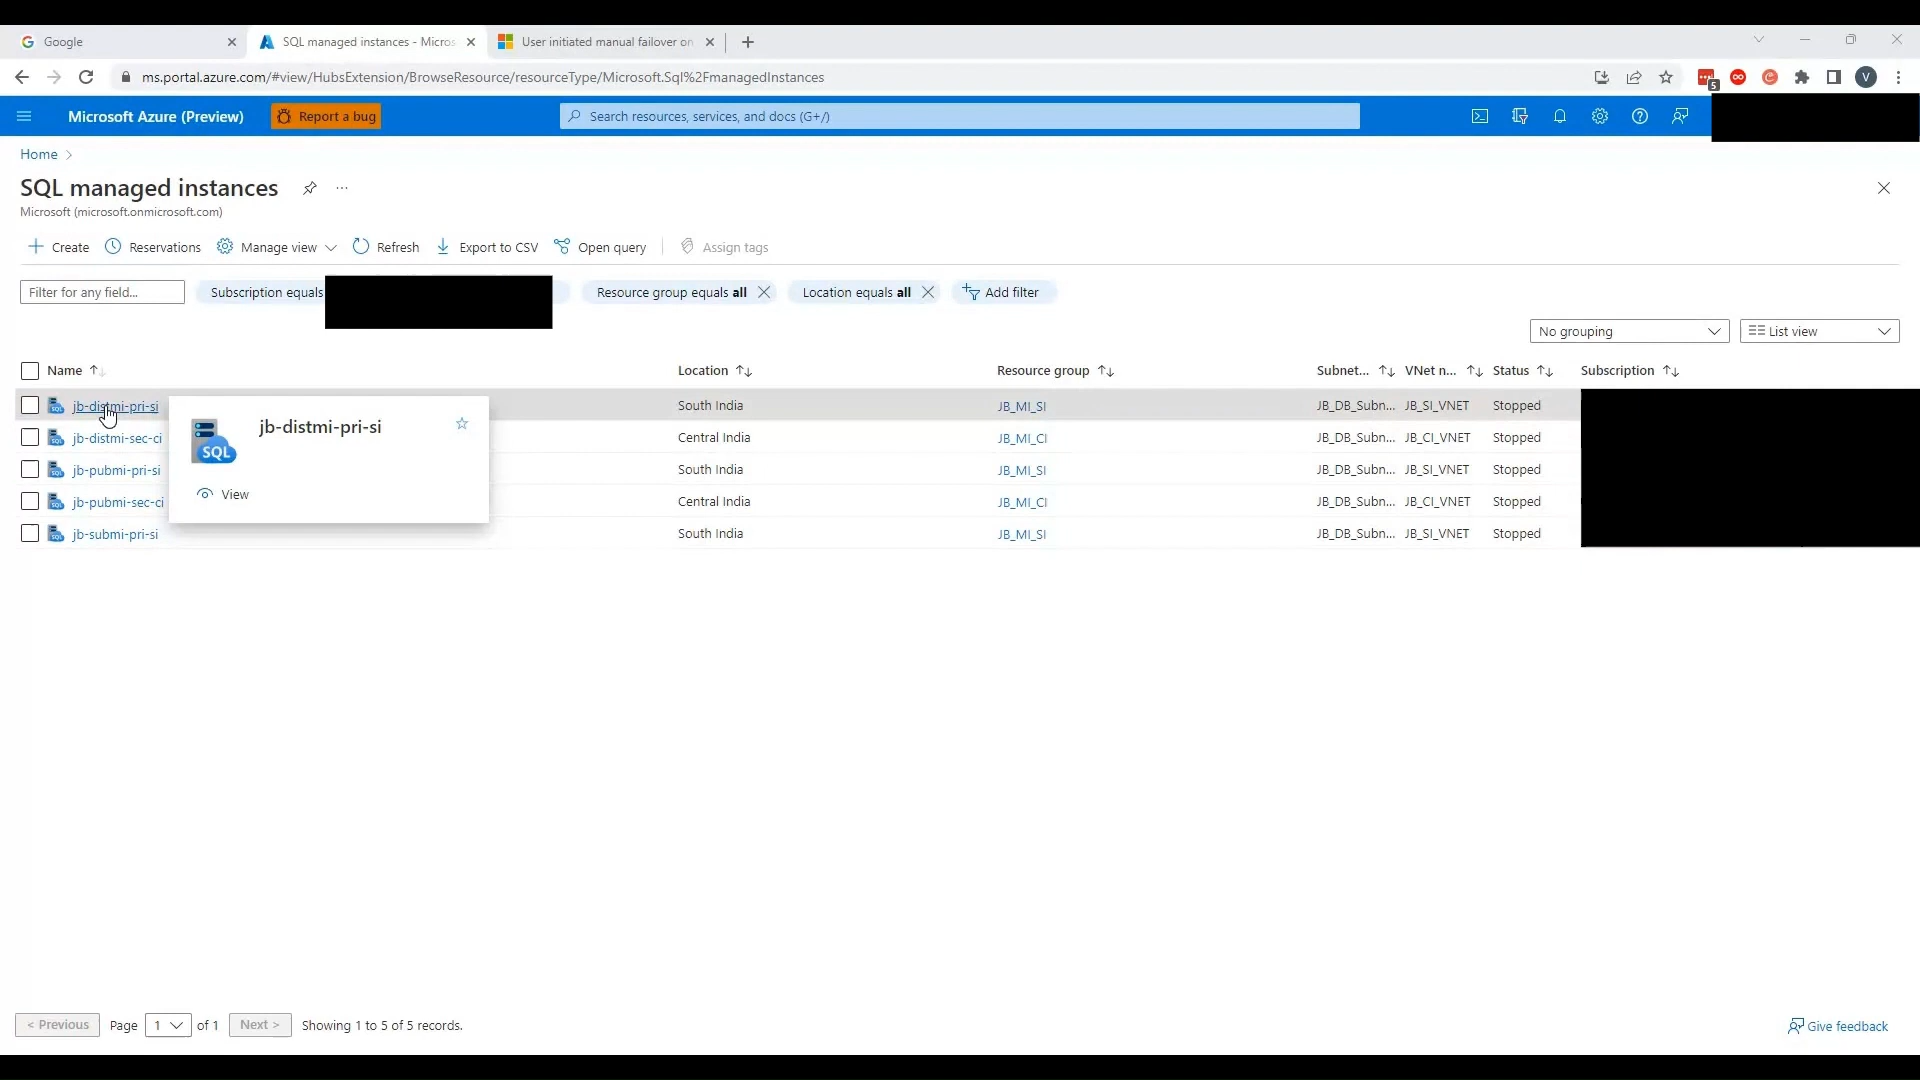 Google
SQL managed instances - Micros
User initiated manual failover on
ms.portal.azure.com/#view/HubsExtension/BrowseResource/resourceType/Microsoft.Sql%2FmanagedInstances
5
V
Microsoft Azure (Preview)
Report a bug
Search resources, services, and docs (G+/)
Home
SQL managed instances
Microsoft (microsoft.onmicrosoft.com)
Create
Reservations
Manage view
Refresh
Export to CSV
Open query
Assign tags
Filter for any field...
Subscription equals
Resource group equals all
Location equals all
Add filter
No grouping
List view
Name Location Resource group Subnet... VNet n... Status Subscription
jb-distmi-pri-si South India JB_MI_SI JB_DB_Subn... JB_SI_VNET Stopped
jb-distmi-sec-ci Central India JB_MI_CI JB_DB_Subn... JB_CI_VNET Stopped
jb-pubmi-pri-si South India JB_MI_SI JB_DB_Subn... JB_SI_VNET Stopped
jb-pubmi-sec-ci Central India JB_MI_CI JB_DB_Subn... JB_CI_VNET Stopped
jb-submi-pri-si South India JB_MI_SI JB_DB_Subn... JB_SI_VNET Stopped
jb-distmi-pri-si
SQL
View
< Previous
Page 1 of 1
Next >
Showing 1 to 5 of 5 records.
Give feedback